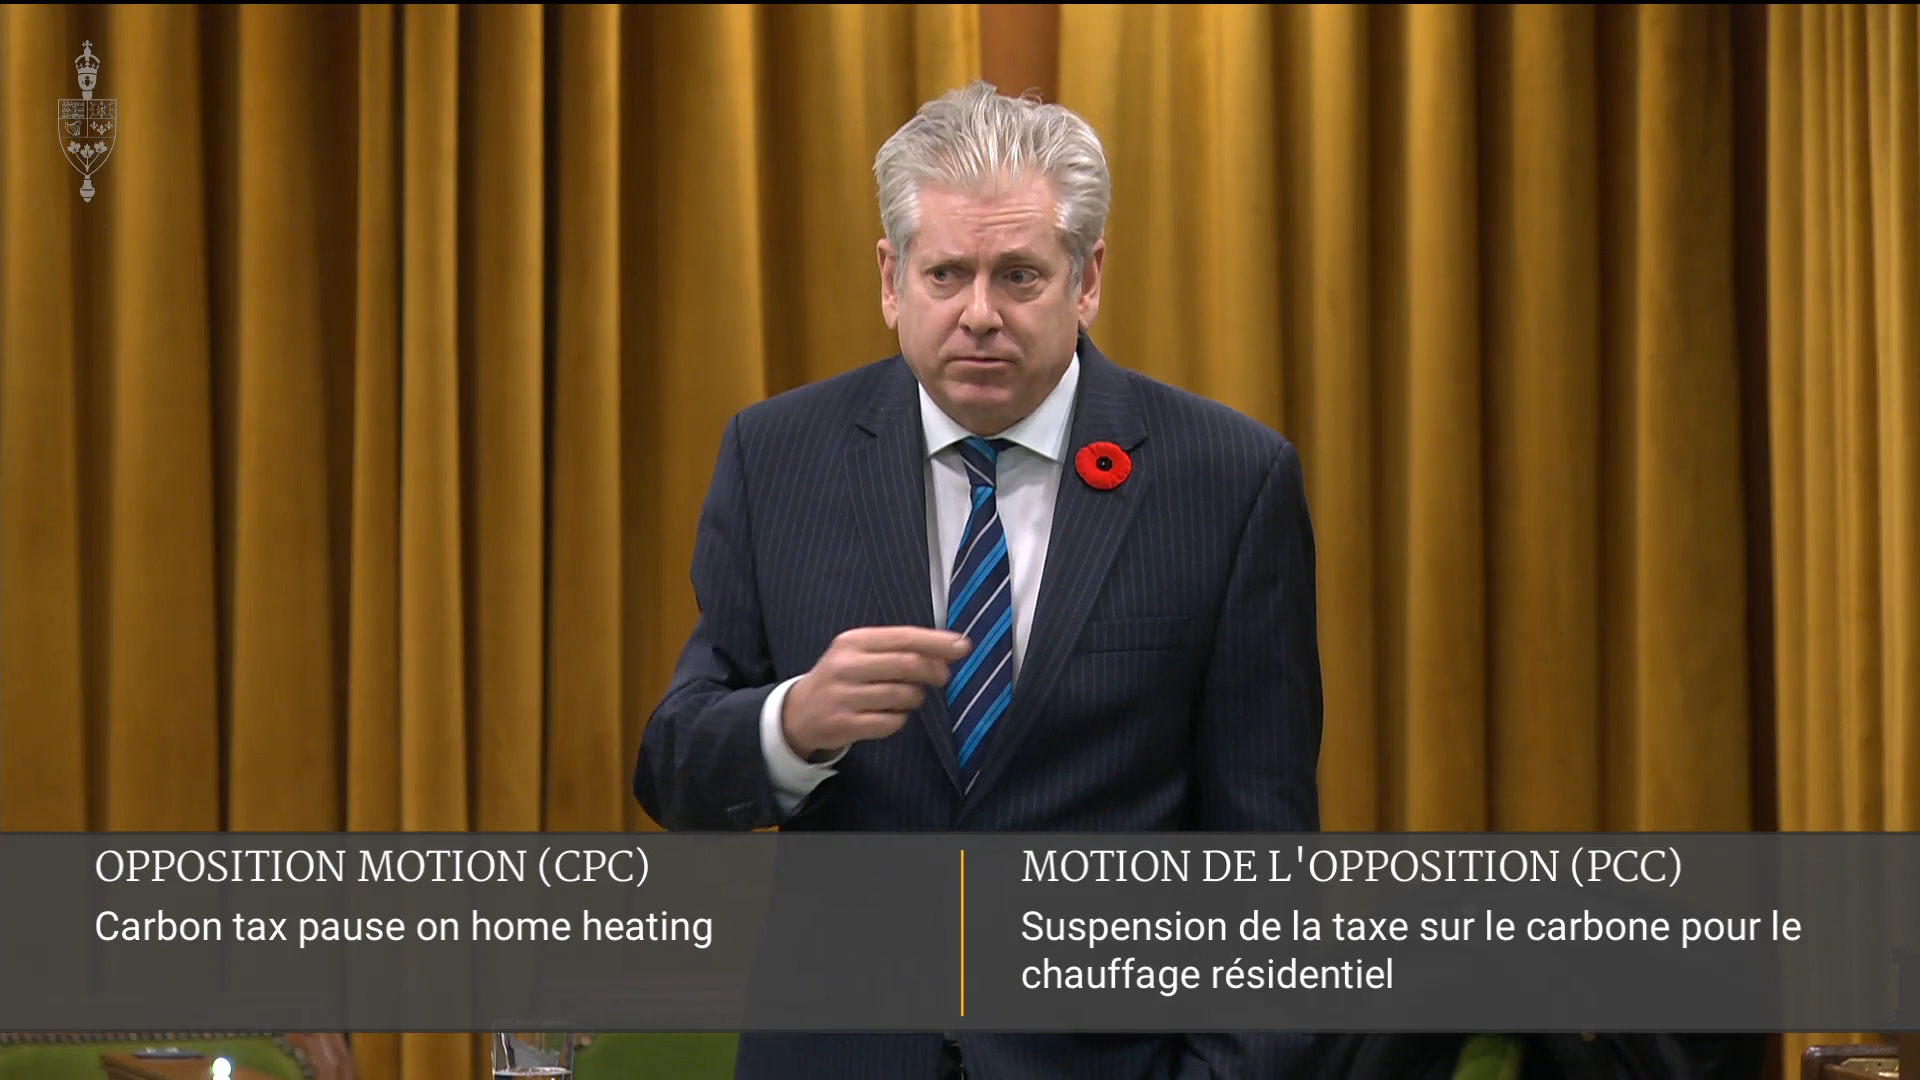 OPPOSITION MOTION (CPC)
Carbon tax pause on home heating
MOTION DE L'OPPOSITION (PCC)
Suspension de la taxe sur le carbone pour le
chauffage résidentiel